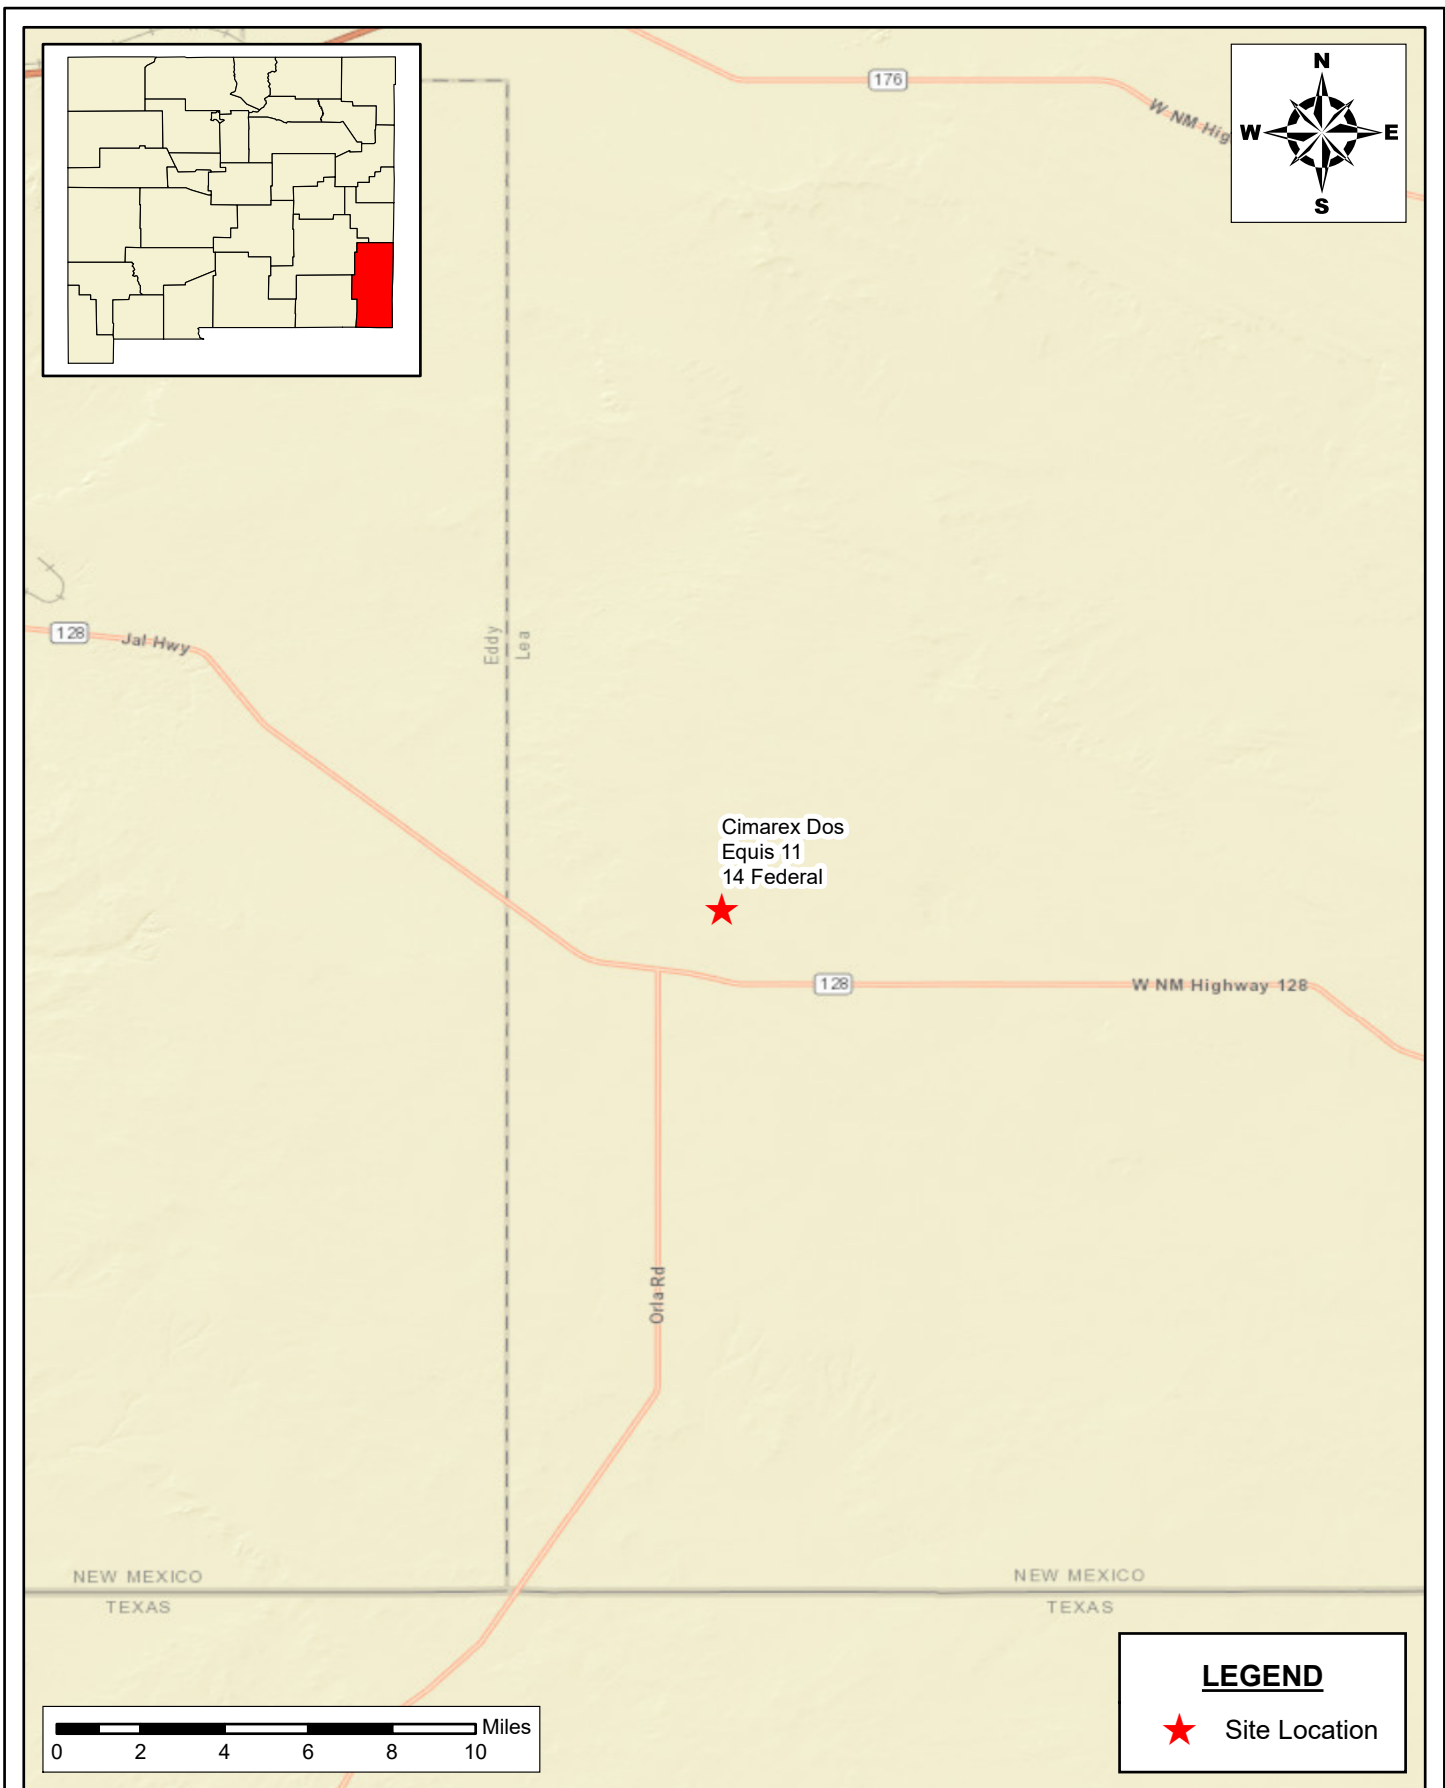 N
W
E
S
176
W NM Hig
128
Jal Hwy
Eddy
Lea
Cimarex Dos
Equis 11
14 Federal
128
W NM Highway 128
Orla Rd
NEW MEXICO
TEXAS
NEW MEXICO
TEXAS
LEGEND
Site Location
Miles
0 2 4 6 8 10